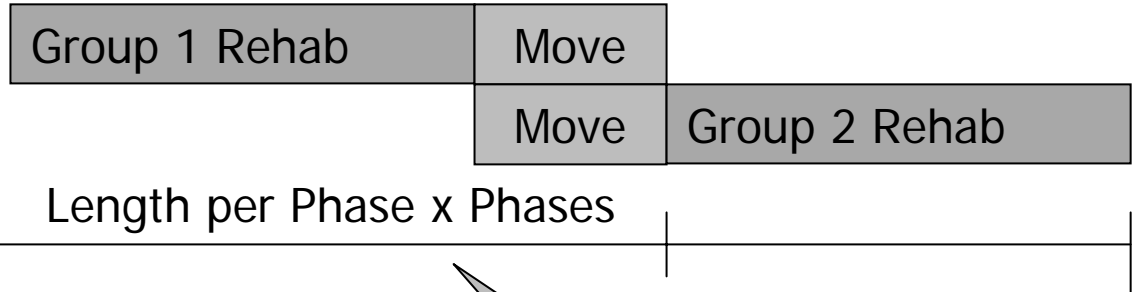 Group 1 Rehab Move
Move Group 2 Rehab
Length per Phase x Phases